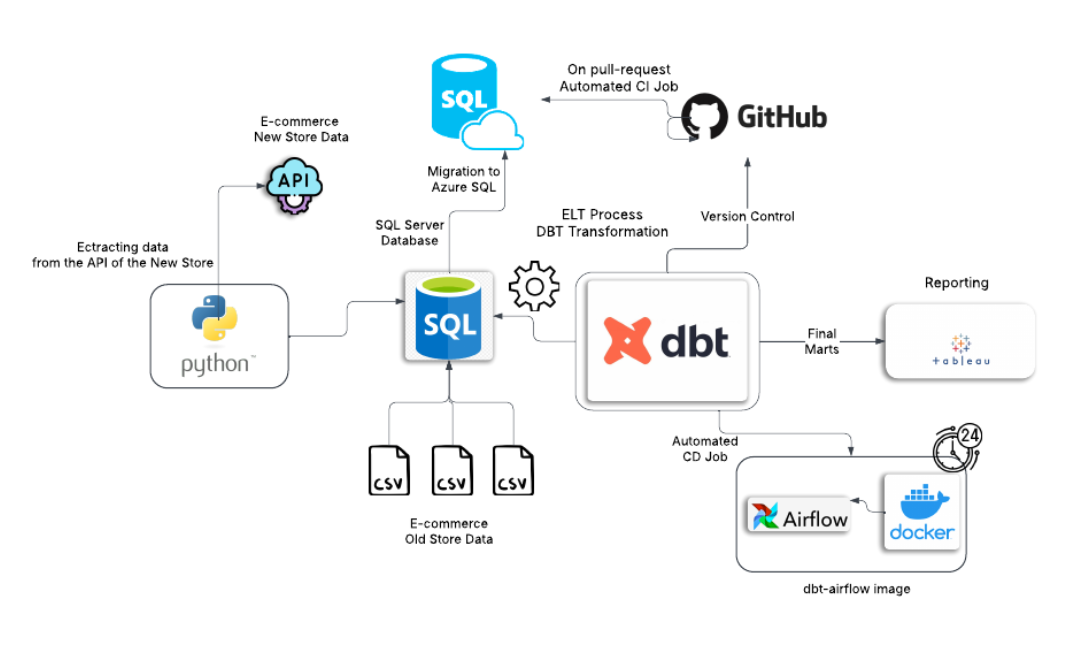 On pull-request
Automated CI Job
SQL
GitHub
E-commerce
New Store Data
API
Migration to
Azure SQL
SQL Server
Database
ELT Process
DBT Transformation
Version Control
Ectracting data
from the API of the New Store
python™
SQL
dbt
Final
Marts
Reporting
+ a b l e a u
CSV
CSV
CSV
E-commerce
Old Store Data
Automated
CD Job
24
Airflow
docker
dbt-airflow image